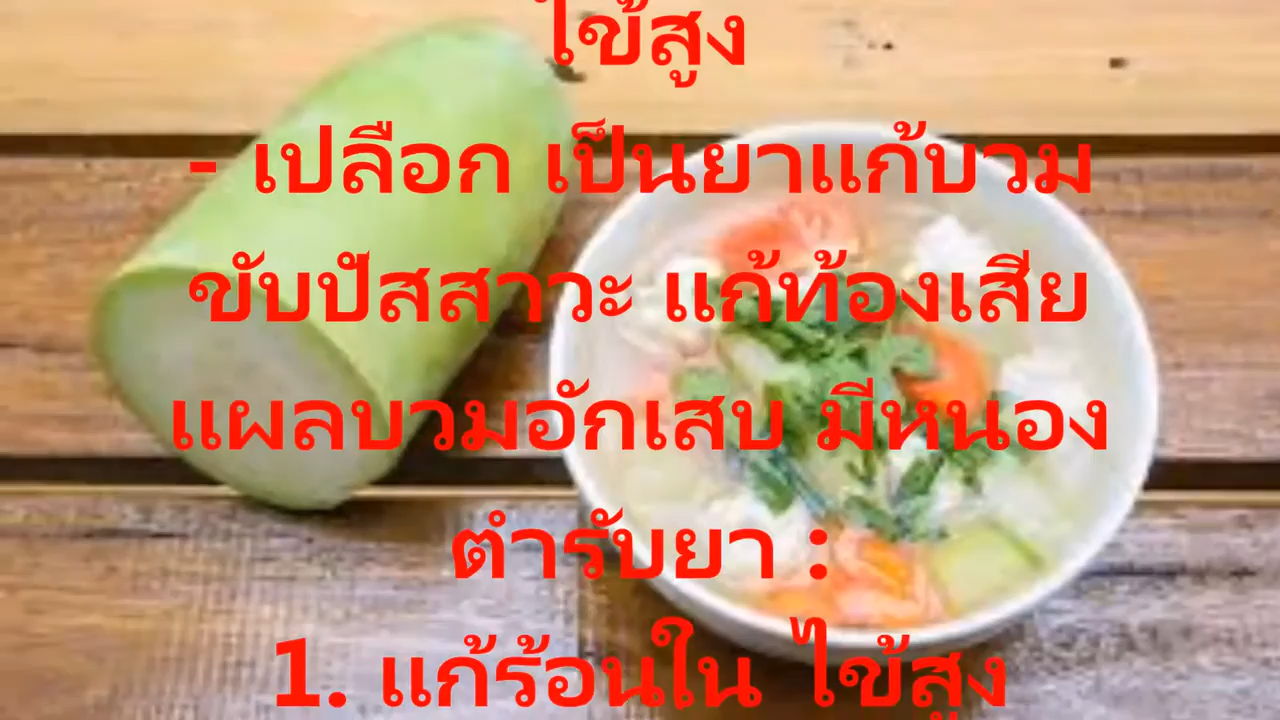 ไข้สูง
- เปลือก เป็นยาแก้บวม
ขับปัสสาวะ แก้ท้องเสีย
แผลบวมอักเสบ มีหนอง
ตำรับยา :
1. แก้ร้อนใน ไข้สูง